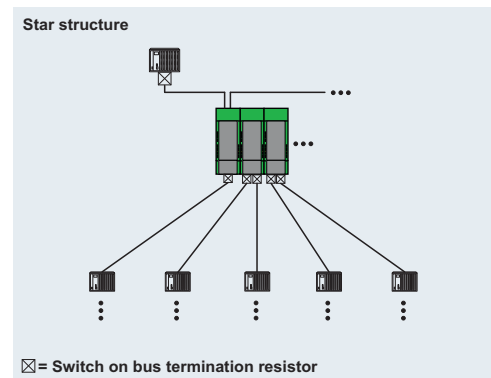 Star structure
☒= Switch on bus termination resistor